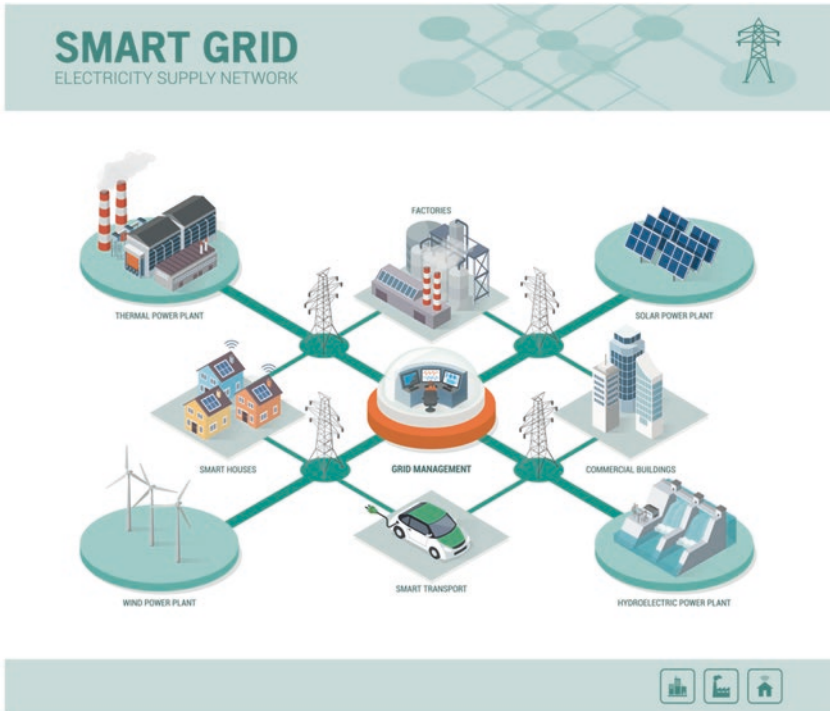 SMART GRID
ELECTRICITY SUPPLY NETWORK
FACTORIES
THERMAL POWER PLANT
SOLAR POWER PLANT
SMART HOUSES
GRID MANAGEMENT
COMMERCIAL BUILDINGS
SMART TRANSPORT
WIND POWER PLANT
HYDROELECTRIC POWER PLANT